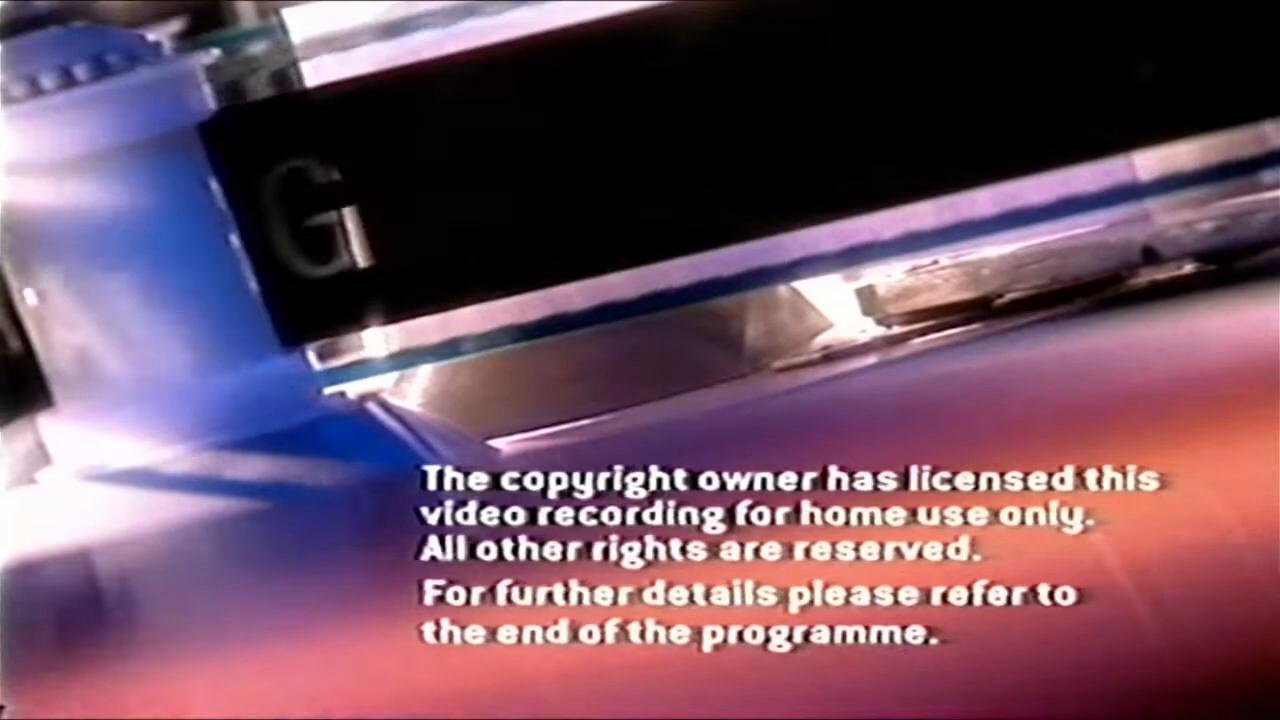 G
The copyright owner has licensed this
video recording for home use only.
All other rights are reserved.
For further details please refer to
the end of the programme.